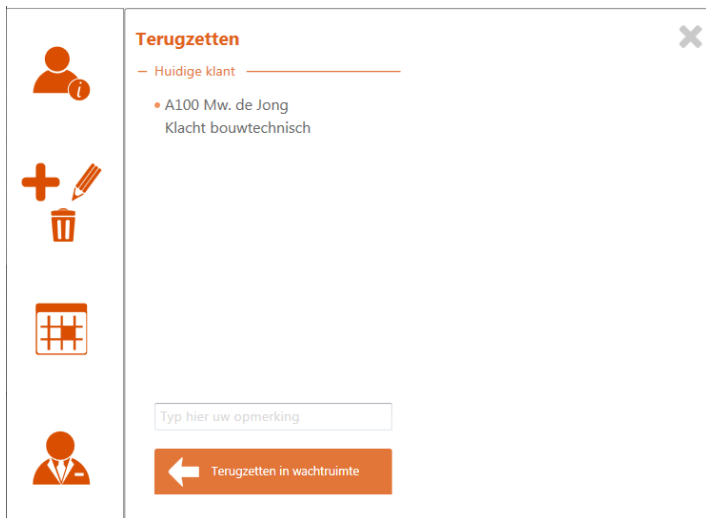 Terugzetten
Huidige klant
A100 Mw. de Jong
Klacht bouwtechnisch
Typ hier uw opmerking
Terugzetten in wachtruimte